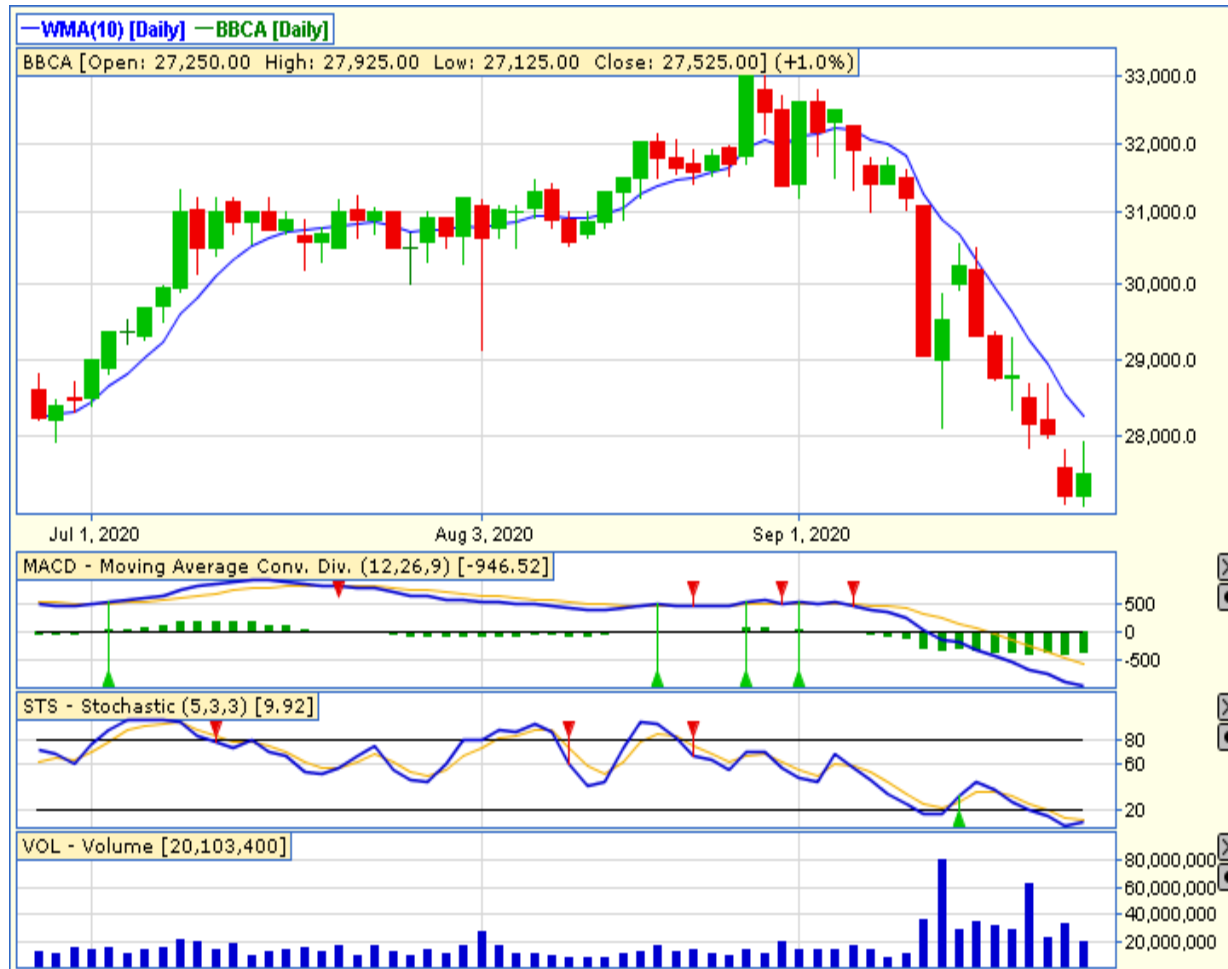 WMA(10) [Daily] BBCA [Daily]
BBCA [Open: 27,250.00 High: 27,925.00 Low: 27,125.00 Close: 27,525.00] (+1.0%)
33,000.0
32,000.0
31,000.0
30,000.0
29,000.0
28,000.0
Jul 1, 2020 Aug 3, 2020 Sep 1, 2020
MACD - Moving Average Conv. Div. (12,26,9) [-946.52]
500
0
-500
STS - Stochastic (5,3,3) [9.92]
80
60
20
VOL - Volume [20,103,400]
80,000,000
60,000,000
40,000,000
20,000,000